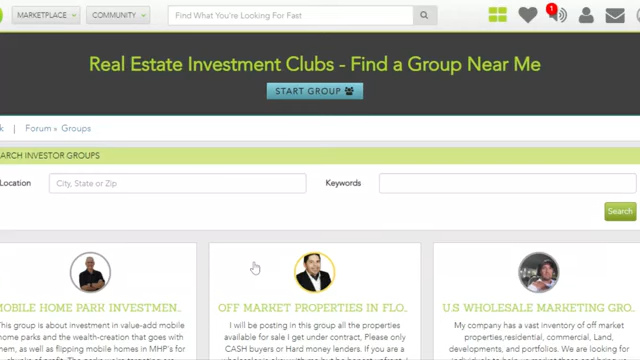 MARKETPLACE
COMMUNITY
Find What You're Looking For Fast
1
Real Estate Investment Clubs - Find a Group Near Me
START GROUP
k | Forum » Groups
ARCH INVESTOR GROUPS
Location
City, State or Zip
Keywords
Search
MOBILE HOME PARK INVESTMEN..
This group is about investment in value-add mobile
home parks and the wealth-creation that goes with
them, as well as flipping mobile homes in MHP's for
OFF MARKET PROPERTIES IN FLO..
I will be posting in this group all the properties
available for sale I get under contract, Please only
CASH buyers or Hard money lenders. If you are a
U.S WHOLESALE MARKETING GRO..
My company has a vast inventory of off market
properties,residential, commercial, Land,
developments, and portfolios. We are looking for